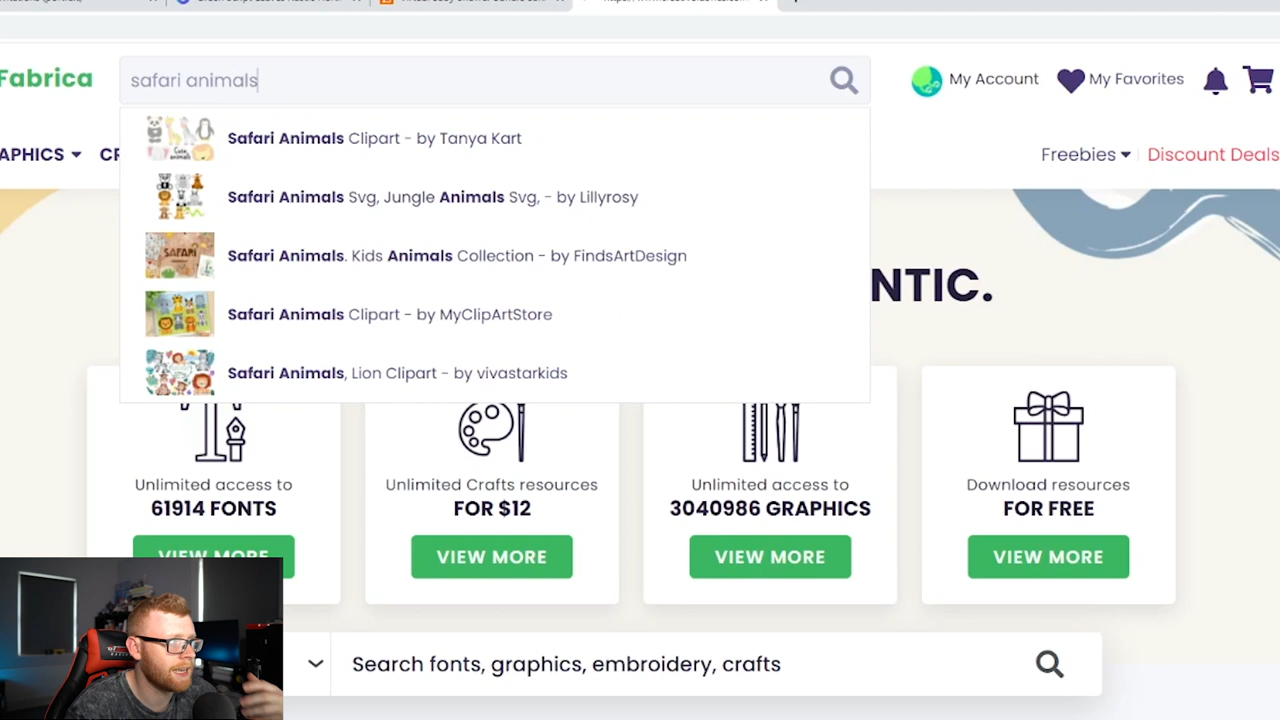 Fabrica
safari animals
My Account
My Favorites
APHICS
Freebies
Discount Deals
Safari Animals Clipart - by Tanya Kart
Safari Animals Svg, Jungle Animals Svg, - by Lillyrosy
Safari Animals. Kids Animals Collection - by FindsArtDesign
Safari Animals Clipart - by MyClipArtStore
Safari Animals, Lion Clipart - by vivastarkids
SAFARI
NTIC.
Unlimited access to
61914 FONTS
VIEW MORE
Unlimited Crafts resources
FOR $12
VIEW MORE
Unlimited access to
3040986 GRAPHICS
VIEW MORE
Download resources
FOR FREE
VIEW MORE
Search fonts, graphics, embroidery, crafts